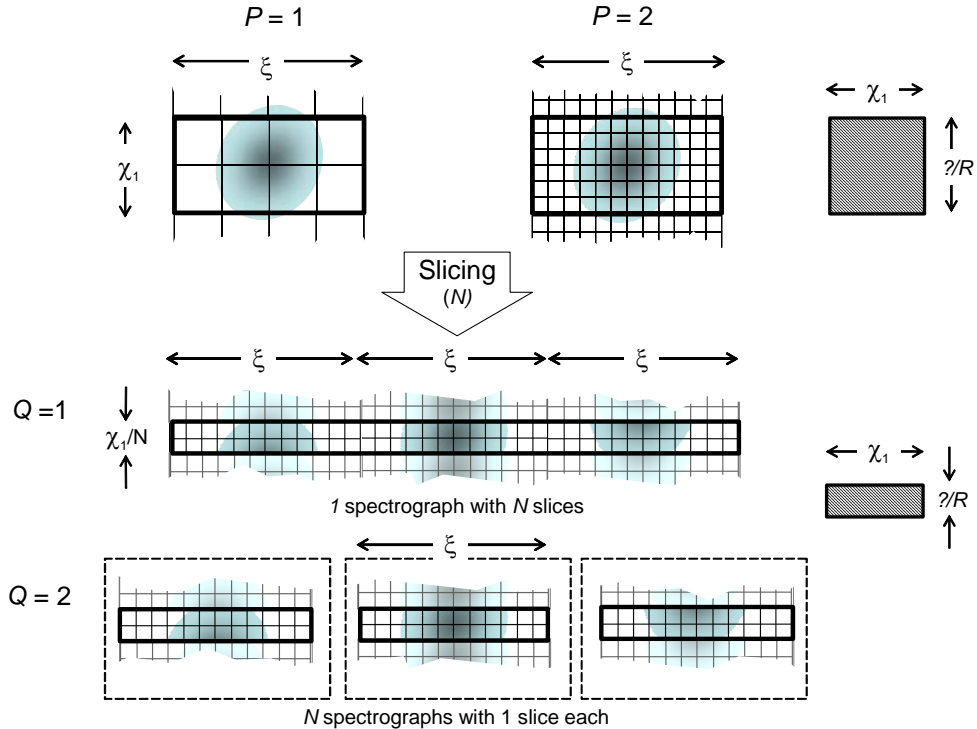 P = 1
P = 2
ξ
ξ
χ₁
χ₁
?/R
Slicing
(N)
ξ
ξ
ξ
Q =1
χ₁/N
χ₁
?/R
1 spectrograph with N slices
ξ
Q = 2
N spectrographs with 1 slice each